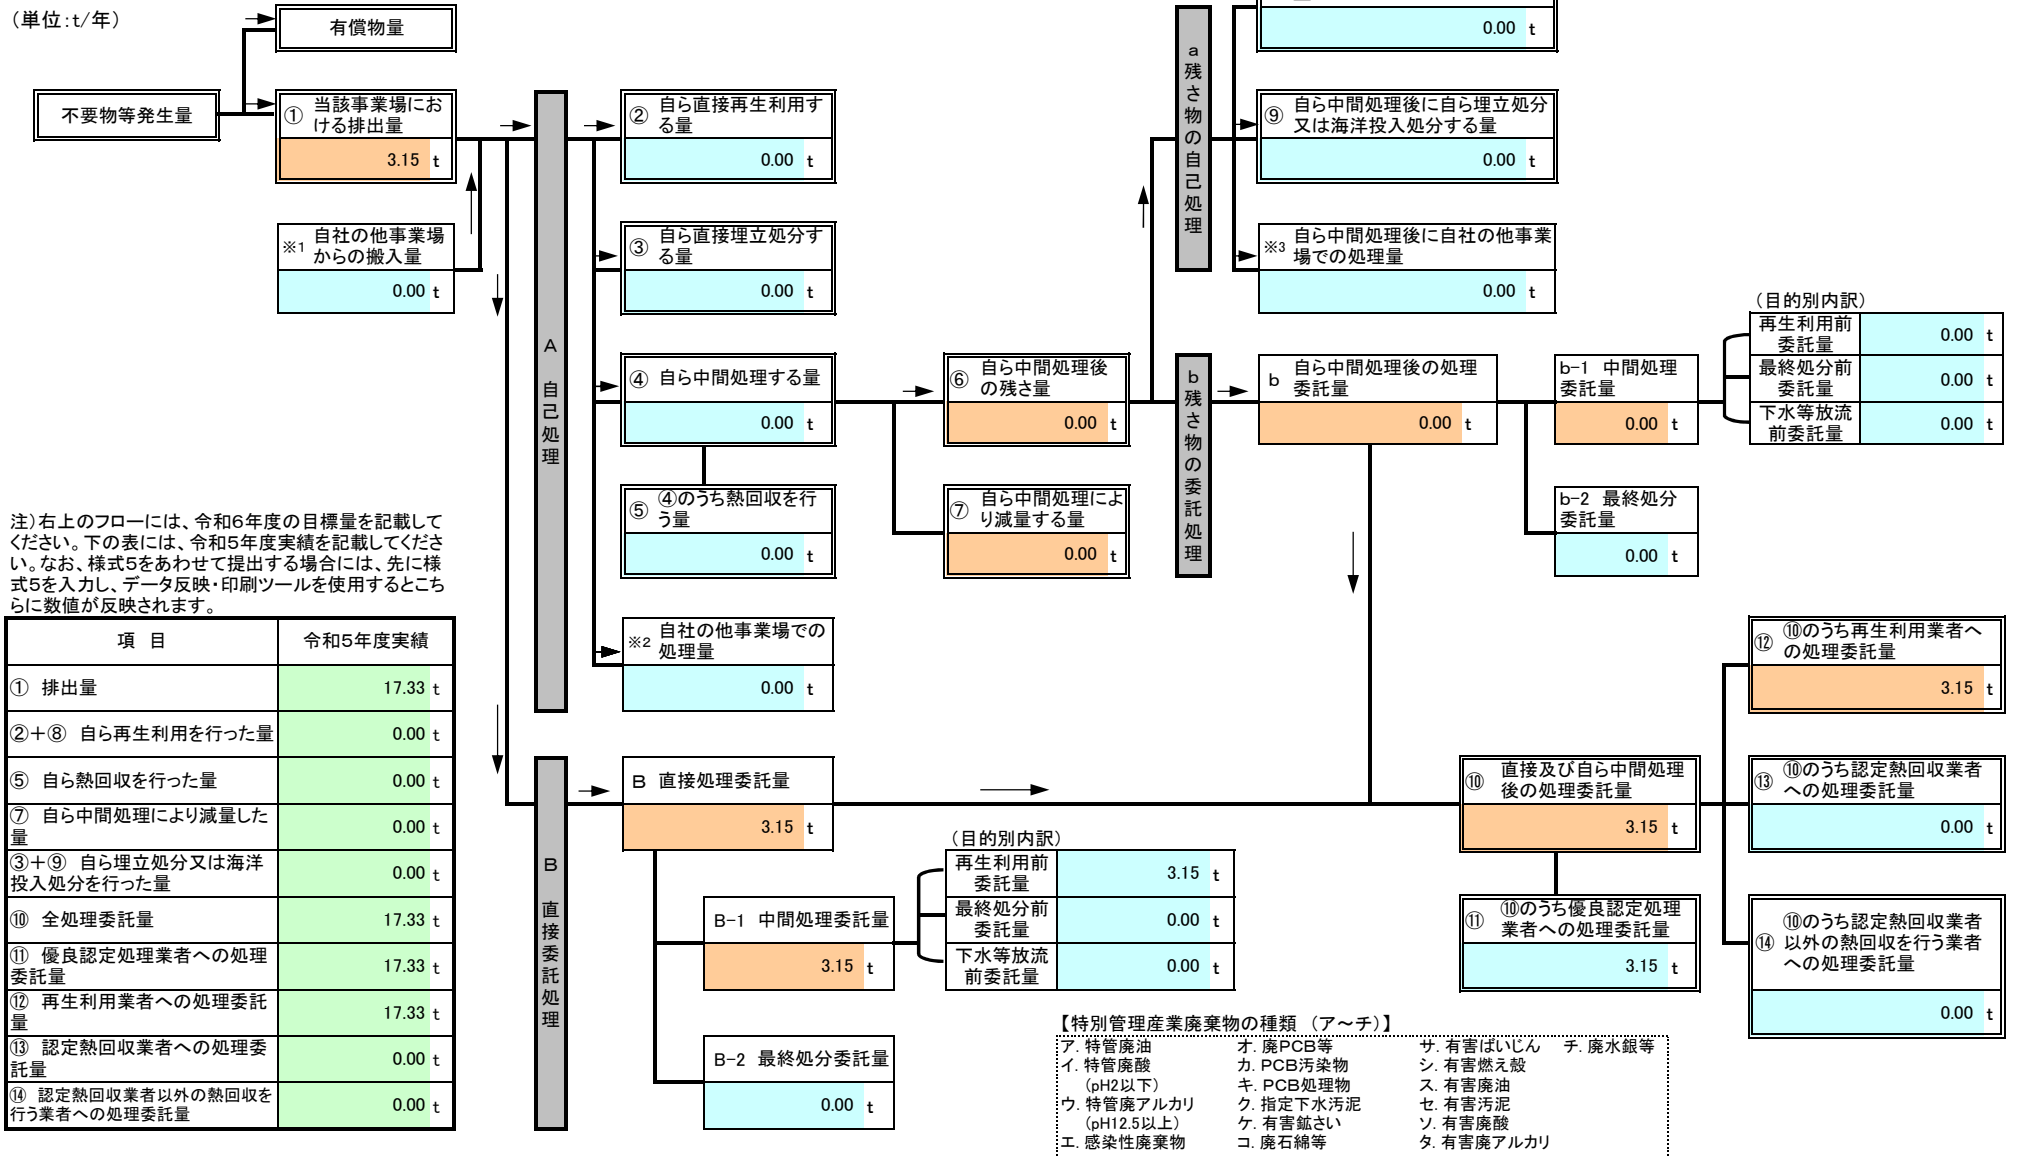 (単位:t/年)
有償物量
不要物等発生量
① 当該事業場にお
ける排出量
3.15 t
※1 自社の他事業場
からの搬入量
0.00 t
A 自己処理
② 自ら直接再生利用す
る量
0.00 t
③ 自ら直接埋立処分す
る量
0.00 t
④ 自ら中間処理する量
0.00 t
⑤ ④のうち熱回収を行
う量
0.00 t
※2 自社の他事業場での
処理量
0.00 t
⑥ 自ら中間処理後
の残さ量
0.00 t
⑦ 自ら中間処理によ
り減量する量
0.00 t
a 残さ物の自己処理
0.00 t
⑨ 自ら中間処理後に自ら埋立処分
又は海洋投入処分する量
0.00 t
※3 自ら中間処理後に自社の他事業
場での処理量
0.00 t
b 残さ物の委託処理
b 自ら中間処理後の処理
委託量
0.00 t
b-1 中間処理
委託量
0.00 t
(目的別内訳)
再生利用前
委託量
0.00 t
最終処分前
委託量
0.00 t
下水等放流
前委託量
0.00 t
b-2 最終処分
委託量
0.00 t
注)右上のフローには、令和6年度の目標量を記載して
ください。下の表には、令和5年度実績を記載してくださ
い。なお、様式5をあわせて提出する場合には、先に様
式5を入力し、データ反映・印刷ツールを使用するとこち
らに数値が反映されます。
項 目 令和5年度実績
① 排出量 17.33 t
②+⑧ 自ら再生利用を行った量 0.00 t
⑤ 自ら熱回収を行った量 0.00 t
⑦ 自ら中間処理により減量した
量 0.00 t
③+⑨ 自ら埋立処分又は海洋
投入処分を行った量 0.00 t
⑩ 全処理委託量 17.33 t
⑪ 優良認定処理業者への処理
委託量 17.33 t
⑫ 再生利用業者への処理委託
量 17.33 t
⑬ 認定熱回収業者への処理委
託量 0.00 t
⑭ 認定熱回収業者以外の熱回収を
行う業者への処理委託量 0.00 t
B 直接委託処理
B 直接処理委託量
3.15 t
B-1 中間処理委託量
3.15 t
(目的別内訳)
再生利用前
委託量
3.15 t
最終処分前
委託量
0.00 t
下水等放流
前委託量
0.00 t
B-2 最終処分委託量
0.00 t
⑩ 直接及び自ら中間処理
後の処理委託量
3.15 t
⑪ ⑩のうち優良認定処理
業者への処理委託量
3.15 t
⑫ ⑩のうち再生利用業者へ
の処理委託量
3.15 t
⑬ ⑩のうち認定熱回収業者
への処理委託量
0.00 t
⑭ ⑩のうち認定熱回収業者
以外の熱回収を行う業者
への処理委託量
0.00 t
【特別管理産業廃棄物の種類 (ア~チ)】
ア. 特管廃油 オ. 廃PCB等 サ. 有害ばいじん チ. 廃水銀等
イ. 特管廃酸 カ. PCB汚染物 シ. 有害燃え殻
(pH2以下) キ. PCB処理物 ス. 有害廃油
ウ. 特管廃アルカリ ク. 指定下水汚泥 セ. 有害汚泥
(pH12.5以上) ケ. 有害鉱さい ソ. 有害廃酸
エ. 感染性廃棄物 コ. 廃石綿等 タ. 有害廃アルカリ